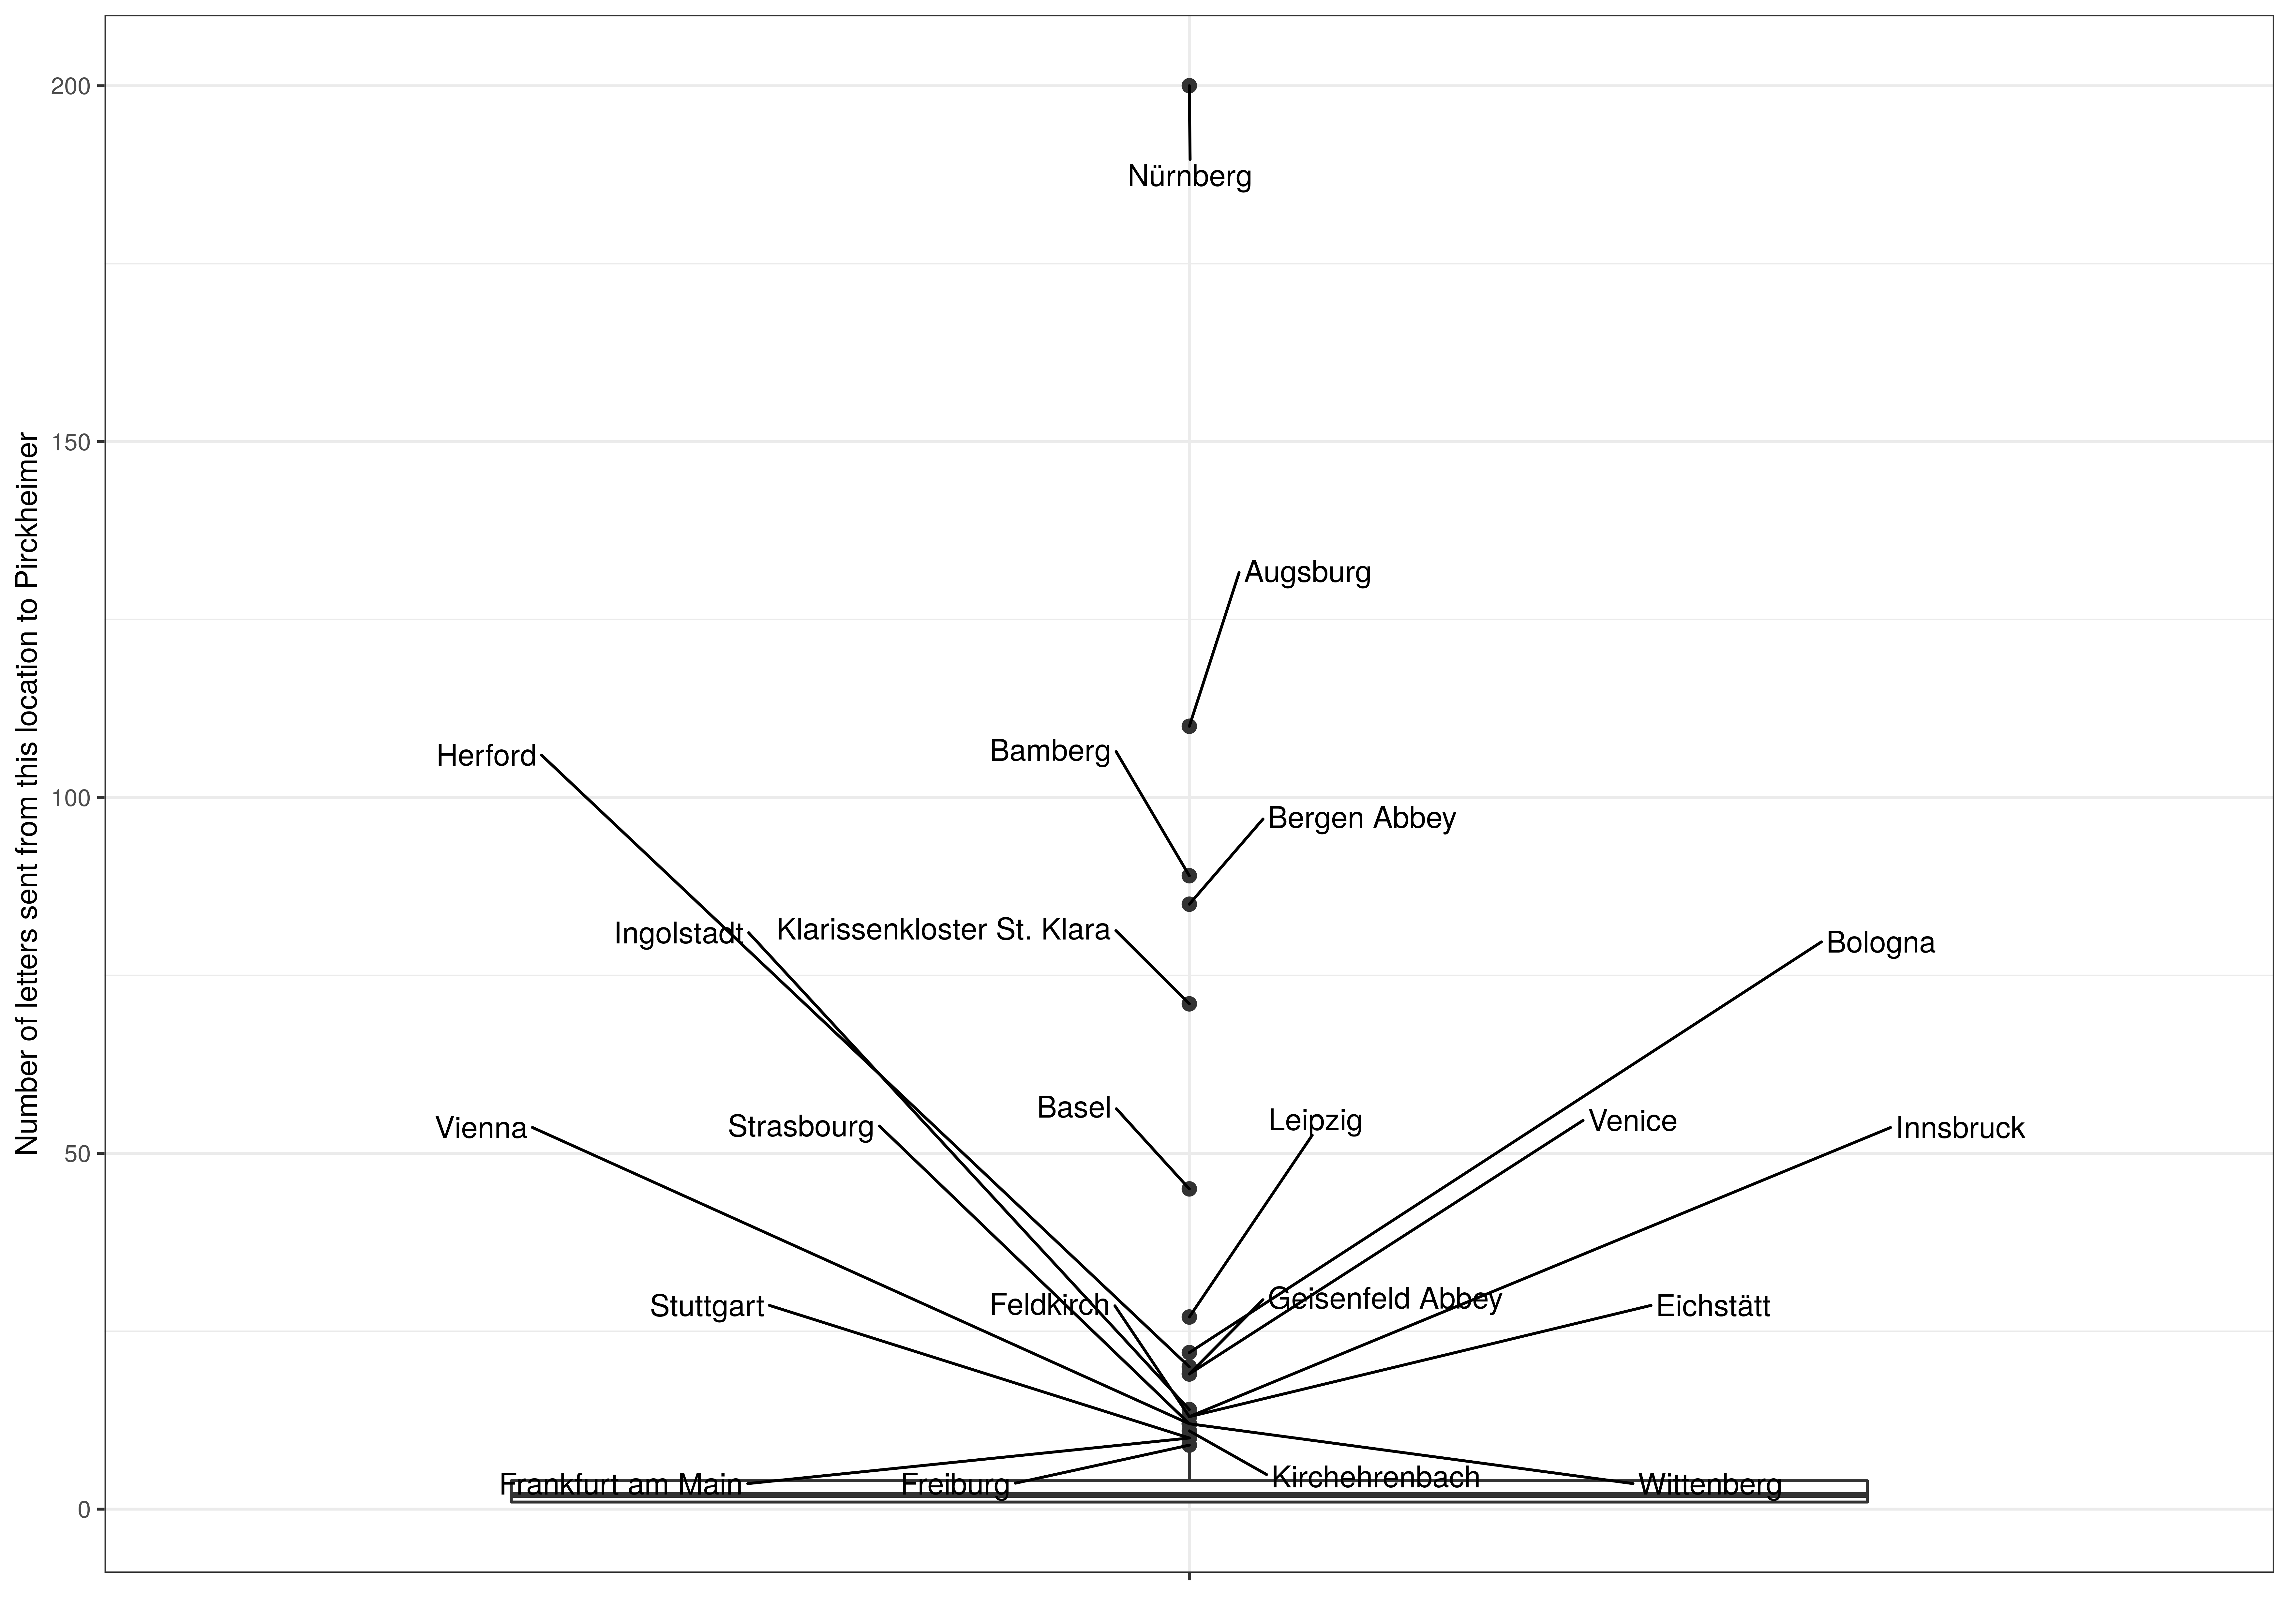 Number of letters sent from this location to Pirckheimer
200
150
100
50
0
Nürnberg
Augsburg
Bamberg
Herford
Bergen Abbey
Klarissenkloster St. Klara
Ingolstadt
Bologna
Basel
Leipzig
Venice
Strasbourg
Vienna
Innsbruck
Geisenfeld Abbey
Feldkirch
Stuttgart
Eichstätt
Kirchehrenbach
Frankfurt am Main
Freiburg
Wittenberg